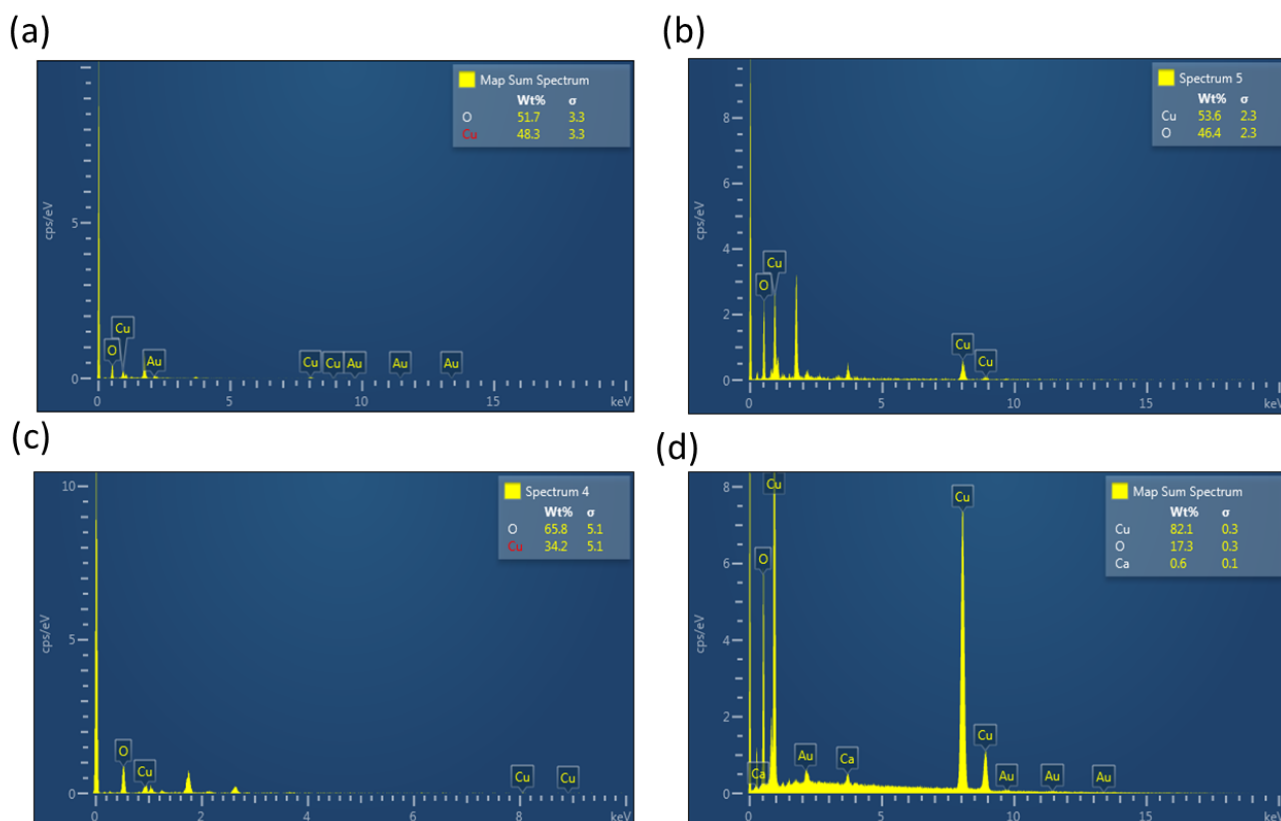 (a)
Map Sum Spectrum
Wt% σ
O 51.7 3.3
Cu 48.3 3.3
cps/eV
5
0
Cu
O
Au
Cu Cu Au Au Au
0 5 10 15 keV
(b)
Spectrum 5
Wt% σ
Cu 53.6 2.3
O 46.4 2.3
cps/eV
8
6
4
2
0
Cu
O
Cu
Cu
0 5 10 15 keV
(c)
Spectrum 4
Wt% σ
O 65.8 5.1
Cu 34.2 5.1
cps/eV
10
5
0
O
Cu
Cu Cu
0 2 4 6 8 keV
(d)
Map Sum Spectrum
Wt% σ
Cu 82.1 0.3
O 17.3 0.3
Ca 0.6 0.1
cps/eV
8
6
4
2
0
Cu
Cu
O
Cu
Au
Ca
Ca
Au Au Au
0 5 10 15 keV